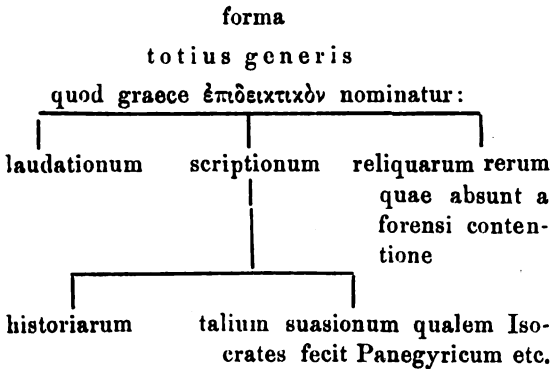 forma
totius generis
quod graece ἐπιδεικτικὸν nominatur:
laudationum scriptionum reliquarum rerum
quae absunt a
forensi conten-
tione
historiarum talium suasionum qualem Iso-
crates fecit Panegyricum etc.